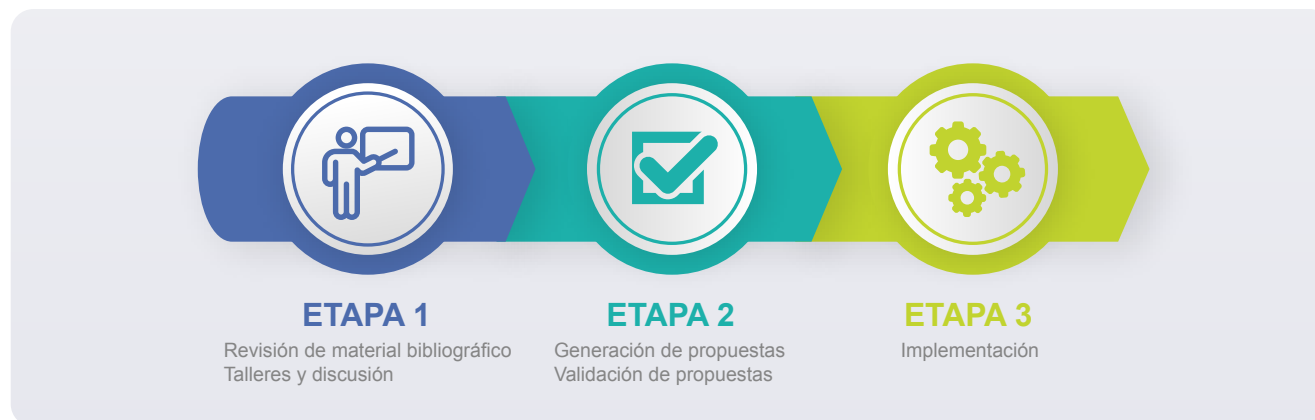 ETAPA 1
Revisión de material bibliográfico
Talleres y discusión
ETAPA 2
Generación de propuestas
Validación de propuestas
ETAPA 3
Implementación